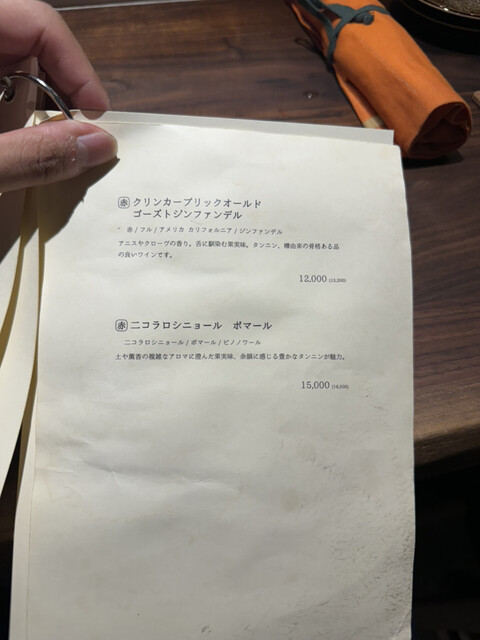 赤 クリンカーブリックオールド
ゴーストジンファンデル
赤 / フル / アメリカ カリフォルニア / ジンファンデル
アニスやクローヴの香り。舌に馴染む果実味。タンニン、樽由来の骨格ある品
の良いワインです。
12,000 (13,200)
赤 ニコラロシニョール ポマール
ニコラロシニョール / ポマール / ピノノワール
土や薫香の複雑なアロマに澄んだ果実味、余韻に感じる豊かなタンニンが魅力。
15,000 (16,500)